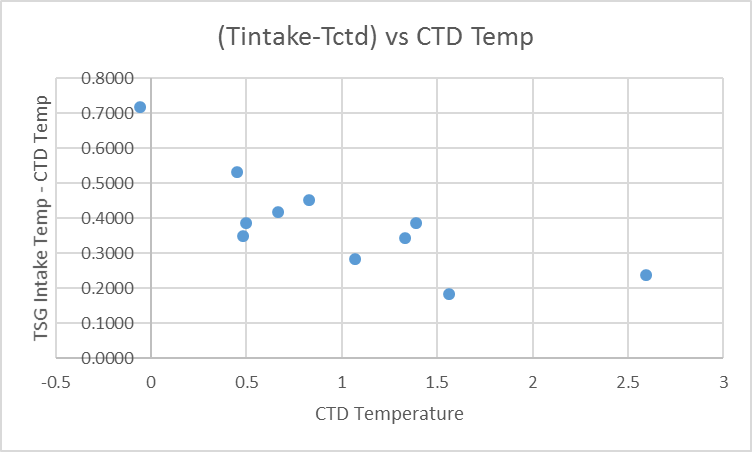 (Tintake-Tctd) vs CTD Temp
TSG Intake Temp - CTD Temp
0.8000
0.7000
0.6000
0.5000
0.4000
0.3000
0.2000
0.1000
0.0000
-0.5 0 0.5 1 1.5 2 2.5 3
CTD Temperature